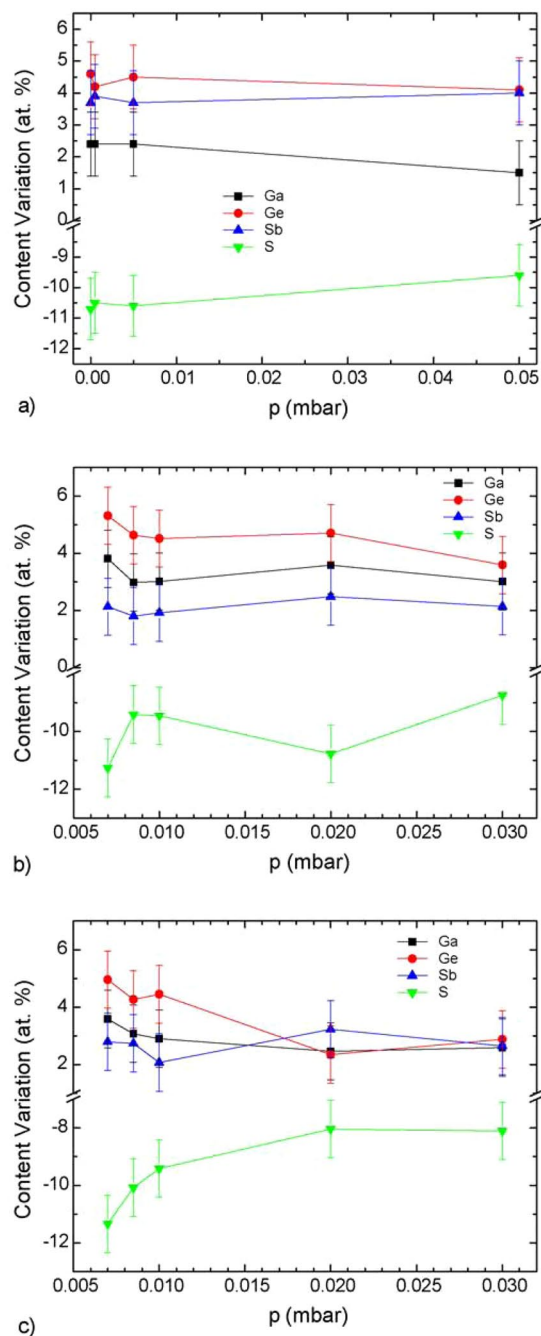 6
5
4
3
2
1
0
-9
-10
-11
-12
Content Variation (at. %)
Ga
Ge
Sb
S
0.00 0.01 0.02 0.03 0.04 0.05
p (mbar)
a)
6
4
2
0
-10
-12
Content Variation (at. %)
Ga
Ge
Sb
S
0.005 0.010 0.015 0.020 0.025 0.030
p (mbar)
b)
6
4
2
-8
-10
-12
Content Variation (at. %)
Ga
Ge
Sb
S
0.005 0.010 0.015 0.020 0.025 0.030
p (mbar)
c)